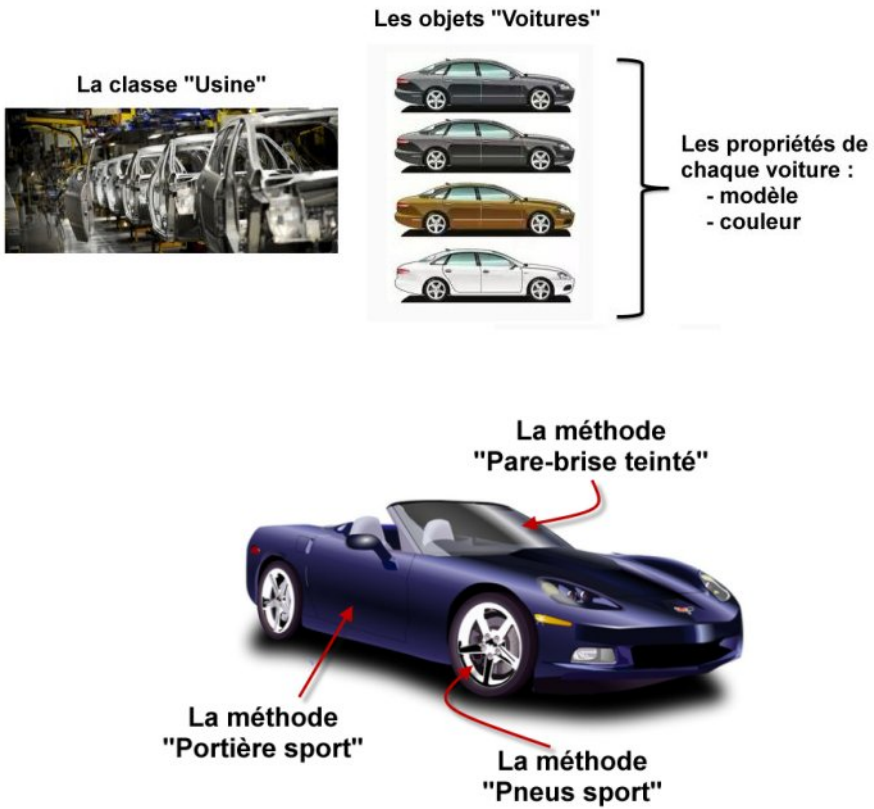 Les objets "Voitures"
La classe "Usine"
Les propriétés de
chaque voiture :
- modèle
- couleur
La méthode
"Pare-brise teinté"
La méthode
"Portière sport"
La méthode
"Pneus sport"